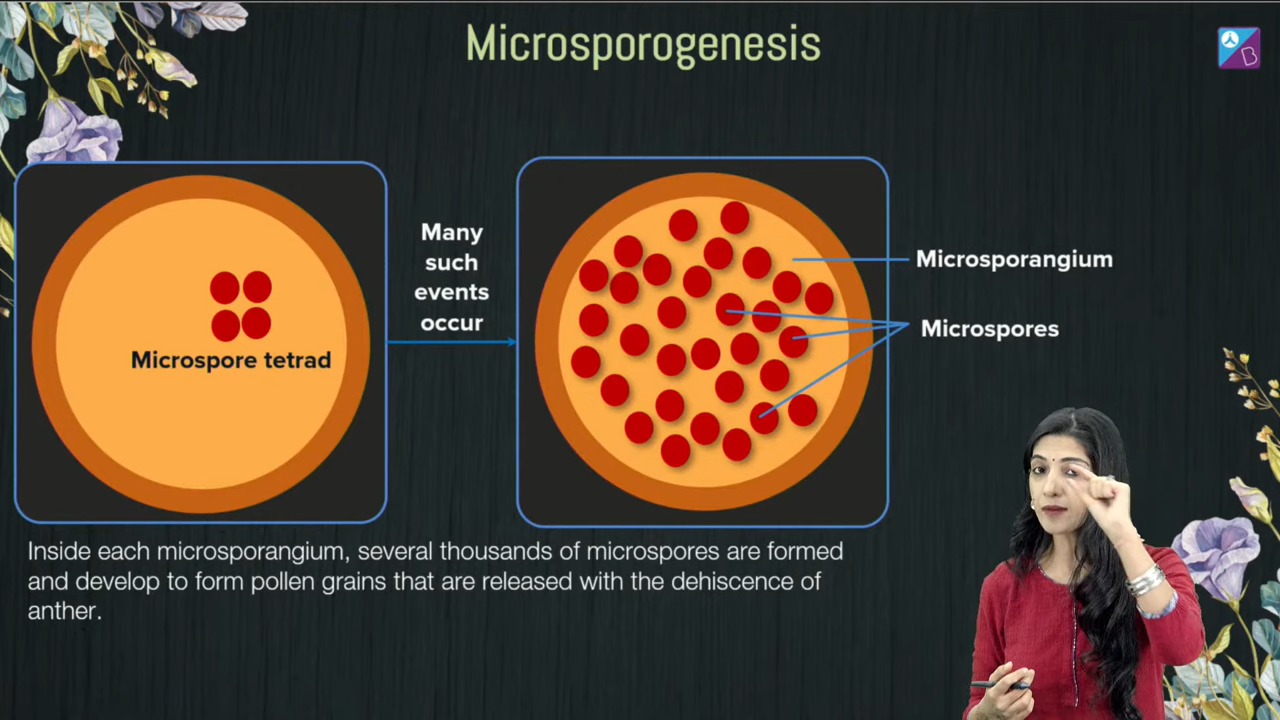 Microsporogenesis
Many
such
events
occur
Microspore tetrad
Microsporangium
Microspores
Inside each microsporangium, several thousands of microspores are formed
and develop to form pollen grains that are released with the dehiscence of
anther.
B